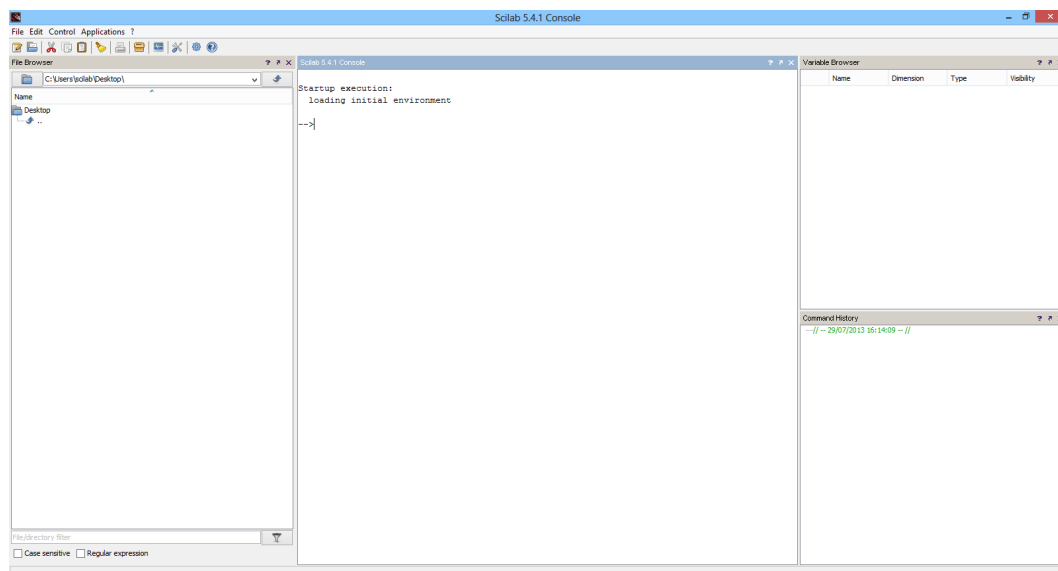 Scilab 5.4.1 Console
File Edit Control Applications ?
File Browser
C:\Users\scilab\Desktop\
Name
Desktop
..
File/directory filter
Case sensitive Regular expression
Scilab 5.4.1 Console
Startup execution:
loading initial environment
-->
Variable Browser
Name Dimension Type Visibility
Command History
// -- 29/07/2013 16:14:09 -- //